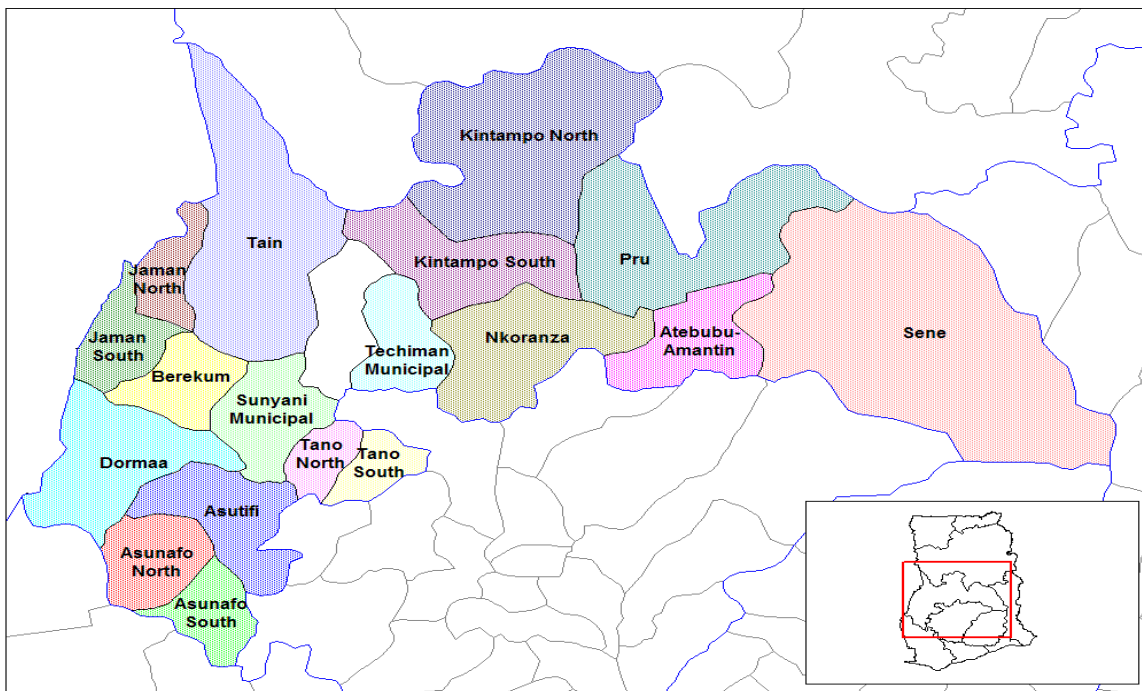 Kintampo North
Tain
Kintampo South
Pru
Jaman
North
Jaman
South
Nkoranza
Atebubu-
Amantin
Sene
Techiman
Municipal
Berekum
Sunyani
Municipal
Tano
North
Tano
South
Dormaa
Asutifi
Asunafo
North
Asunafo
South